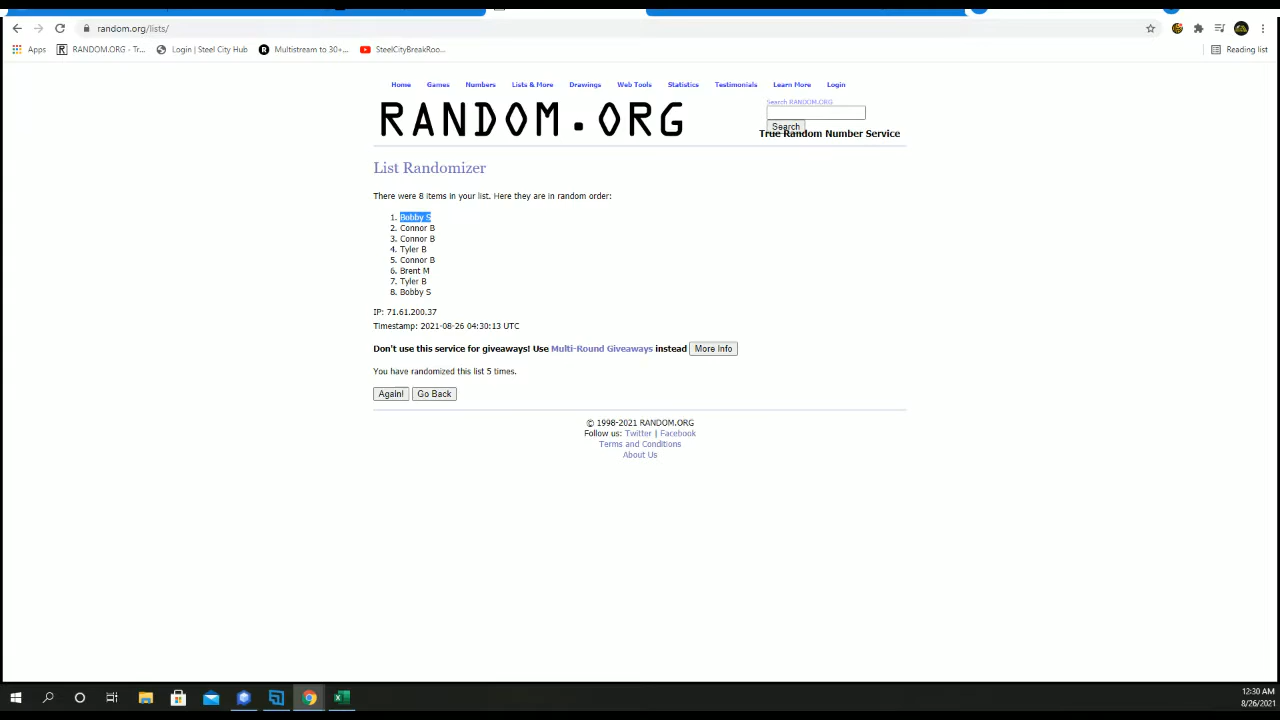 random.org/lists/
Apps
RANDOM.ORG - Tr...
Login | Steel City Hub
Multistream to 30+...
SteelCityBreakRoo...
Reading list
Home Games Numbers Lists & More Drawings Web Tools Statistics Testimonials Learn More Login
RANDOM.ORG
Search RANDOM.ORG
Search
True Random Number Service
List Randomizer
There were 8 items in your list. Here they are in random order:
1. Bobby S
2. Connor B
3. Connor B
4. Tyler B
5. Connor B
6. Brent M
7. Tyler B
8. Bobby S
IP: 71.61.200.37
Timestamp: 2021-08-26 04:30:13 UTC
Don't use this service for giveaways! Use Multi-Round Giveaways instead More Info
You have randomized this list 5 times.
Again! Go Back
© 1998-2021 RANDOM.ORG
Follow us: Twitter | Facebook
Terms and Conditions
About Us
12:30 AM
8/26/2021